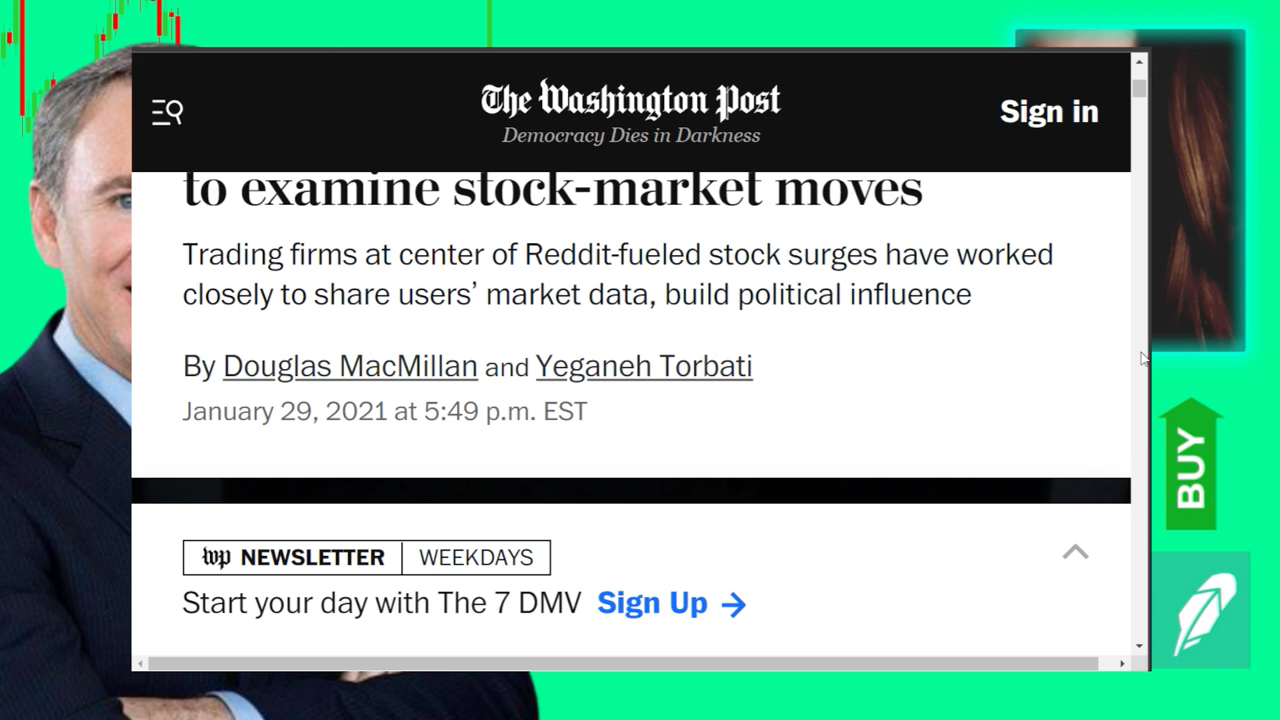 The Washington Post
Democracy Dies in Darkness
Sign in
to examine stock-market moves
Trading firms at center of Reddit-fueled stock surges have worked
closely to share users’ market data, build political influence
By Douglas MacMillan and Yeganeh Torbati
January 29, 2021 at 5:49 p.m. EST
wp NEWSLETTER WEEKDAYS
Start your day with The 7 DMV Sign Up →
BUY